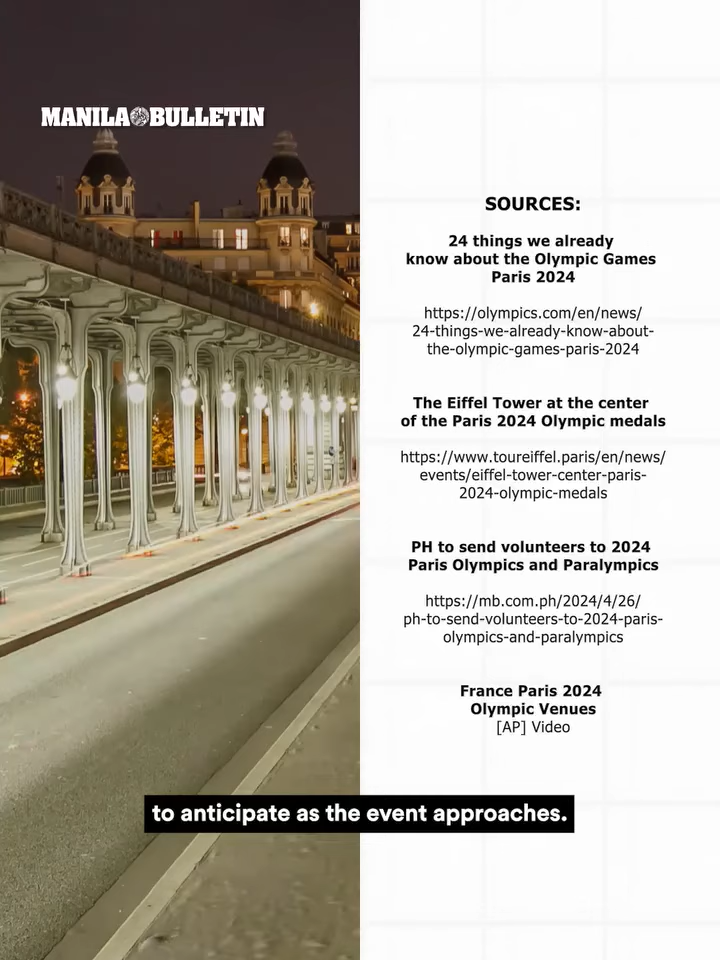 MANILA BULLETIN
SOURCES:
24 things we already
know about the Olympic Games
Paris 2024
https://olympics.com/en/news/
24-things-we-already-know-about-
the-olympic-games-paris-2024
The Eiffel Tower at the center
of the Paris 2024 Olympic medals
https://www.toureiffel.paris/en/news/
events/eiffel-tower-center-paris-
2024-olympic-medals
PH to send volunteers to 2024
Paris Olympics and Paralympics
https://mb.com.ph/2024/4/26/
ph-to-send-volunteers-to-2024-paris-
olympics-and-paralympics
France Paris 2024
Olympic Venues
[AP] Video
to anticipate as the event approaches.